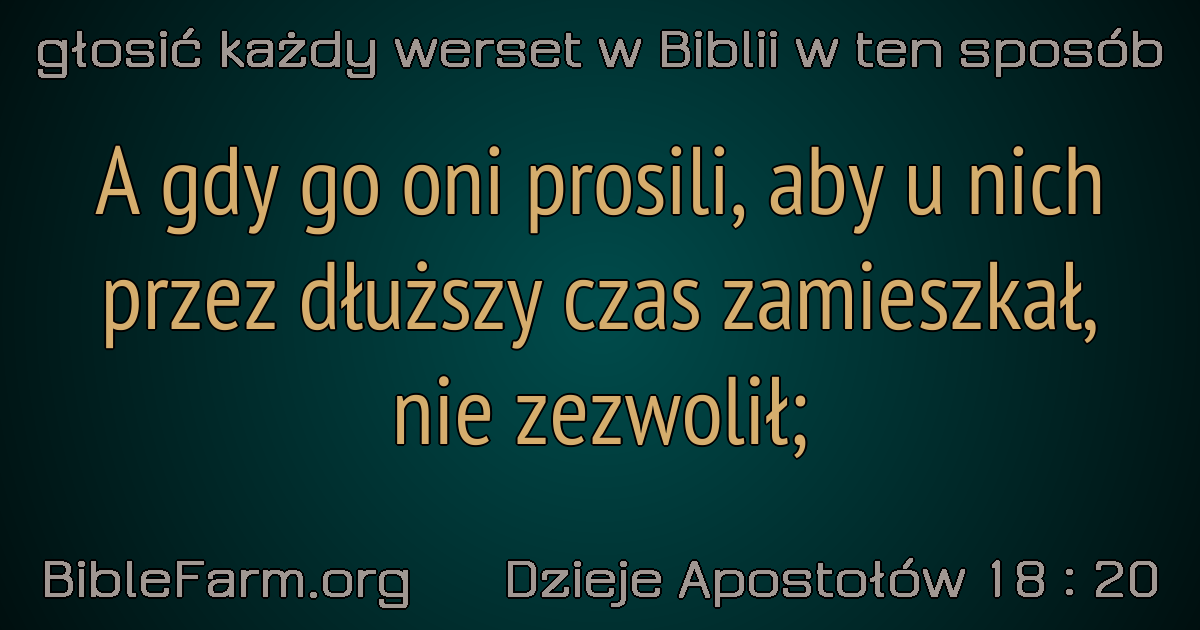 głosić każdy werset w Biblii w ten sposób
A gdy go oni prosili, aby u nich
przez dłuższy czas zamieszkał,
nie zezwolił;
BibleFarm.org
Dzieje Apostołów 18 : 20